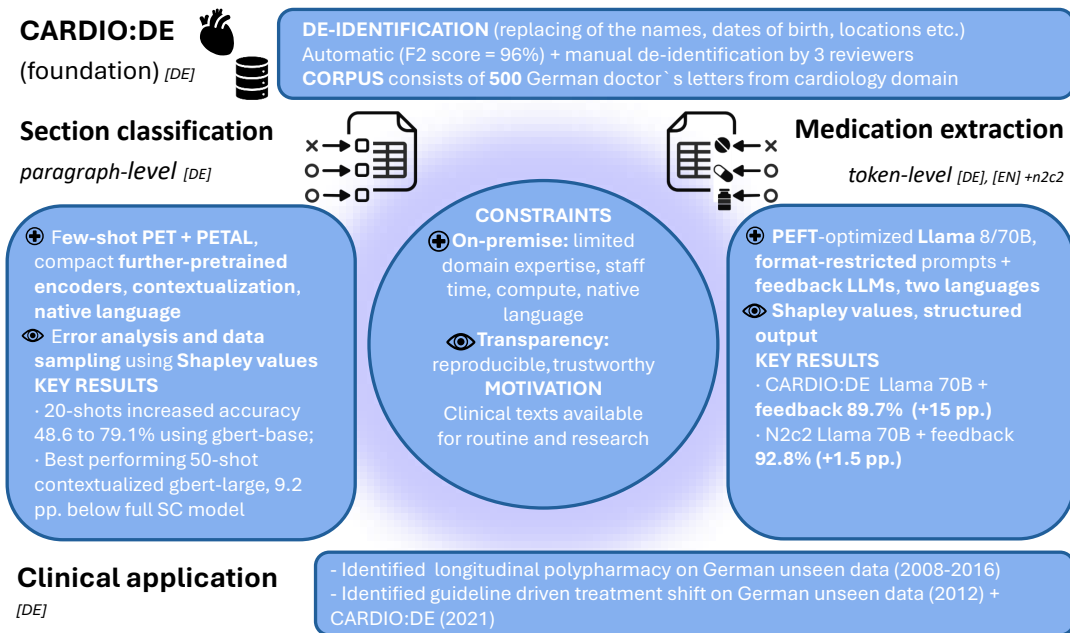 CARDIO:DE
(foundation) [DE]
DE-IDENTIFICATION (replacing of the names, dates of birth, locations etc.)
Automatic (F2 score = 96%) + manual de-identification by 3 reviewers
CORPUS consists of 500 German doctor`s letters from cardiology domain
Section classification
paragraph-level [DE]
Medication extraction
token-level [DE], [EN] +n2c2
Few-shot PET + PETAL,
compact further-pretrained
encoders, contextualization,
native language
Error analysis and data
sampling using Shapley values
KEY RESULTS
· 20-shots increased accuracy
48.6 to 79.1% using gbert-base;
· Best performing 50-shot
contextualized gbert-large, 9.2
pp. below full SC model
CONSTRAINTS
On-premise: limited
domain expertise, staff
time, compute, native
language
Transparency:
reproducible, trustworthy
MOTIVATION
Clinical texts available
for routine and research
PEFT-optimized Llama 8/70B,
format-restricted prompts +
feedback LLMs, two languages
Shapley values, structured
output
KEY RESULTS
· CARDIO:DE Llama 70B +
feedback 89.7% (+15 pp.)
· N2c2 Llama 70B + feedback
92.8% (+1.5 pp.)
Clinical application
[DE]
- Identified longitudinal polypharmacy on German unseen data (2008-2016)
- Identified guideline driven treatment shift on German unseen data (2012) +
CARDIO:DE (2021)